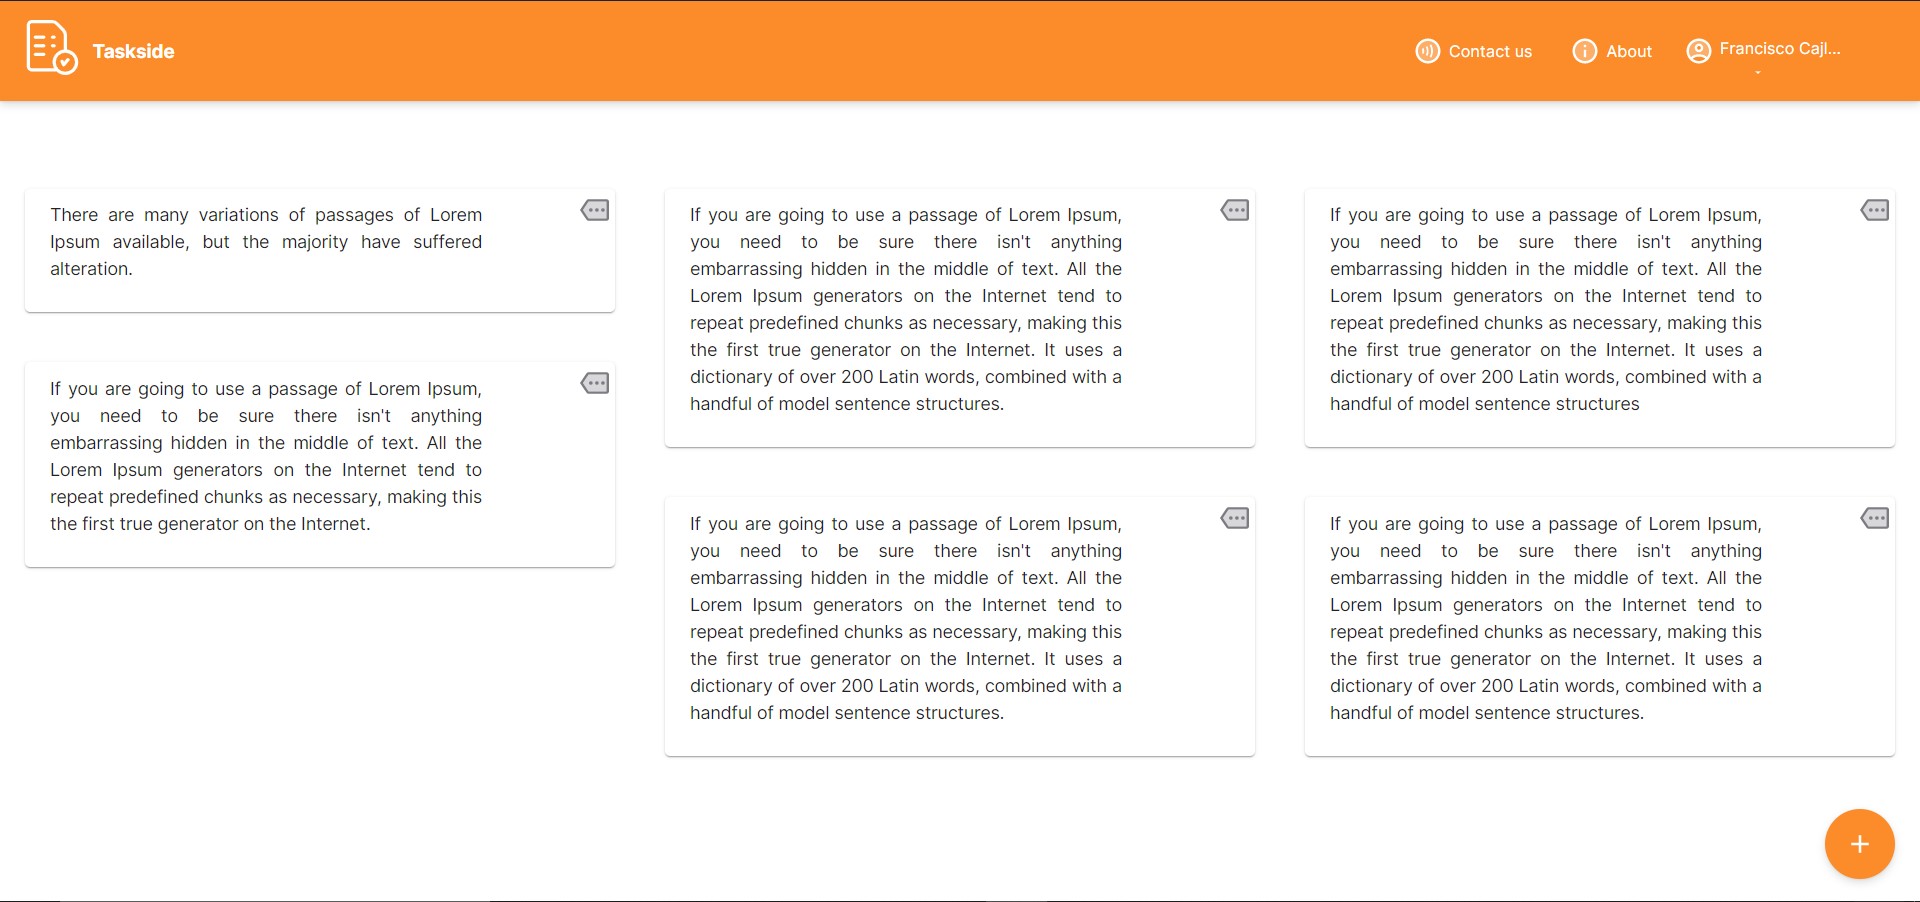 Taskside
Contact us
About
Francisco Cajl...
There are many variations of passages of Lorem
Ipsum available, but the majority have suffered
alteration.
If you are going to use a passage of Lorem Ipsum,
you need to be sure there isn't anything
embarrassing hidden in the middle of text. All the
Lorem Ipsum generators on the Internet tend to
repeat predefined chunks as necessary, making this
the first true generator on the Internet.
If you are going to use a passage of Lorem Ipsum,
you need to be sure there isn't anything
embarrassing hidden in the middle of text. All the
Lorem Ipsum generators on the Internet tend to
repeat predefined chunks as necessary, making this
the first true generator on the Internet. It uses a
dictionary of over 200 Latin words, combined with a
handful of model sentence structures.
If you are going to use a passage of Lorem Ipsum,
you need to be sure there isn't anything
embarrassing hidden in the middle of text. All the
Lorem Ipsum generators on the Internet tend to
repeat predefined chunks as necessary, making this
the first true generator on the Internet. It uses a
dictionary of over 200 Latin words, combined with a
handful of model sentence structures.
If you are going to use a passage of Lorem Ipsum,
you need to be sure there isn't anything
embarrassing hidden in the middle of text. All the
Lorem Ipsum generators on the Internet tend to
repeat predefined chunks as necessary, making this
the first true generator on the Internet. It uses a
dictionary of over 200 Latin words, combined with a
handful of model sentence structures
If you are going to use a passage of Lorem Ipsum,
you need to be sure there isn't anything
embarrassing hidden in the middle of text. All the
Lorem Ipsum generators on the Internet tend to
repeat predefined chunks as necessary, making this
the first true generator on the Internet. It uses a
dictionary of over 200 Latin words, combined with a
handful of model sentence structures.
+